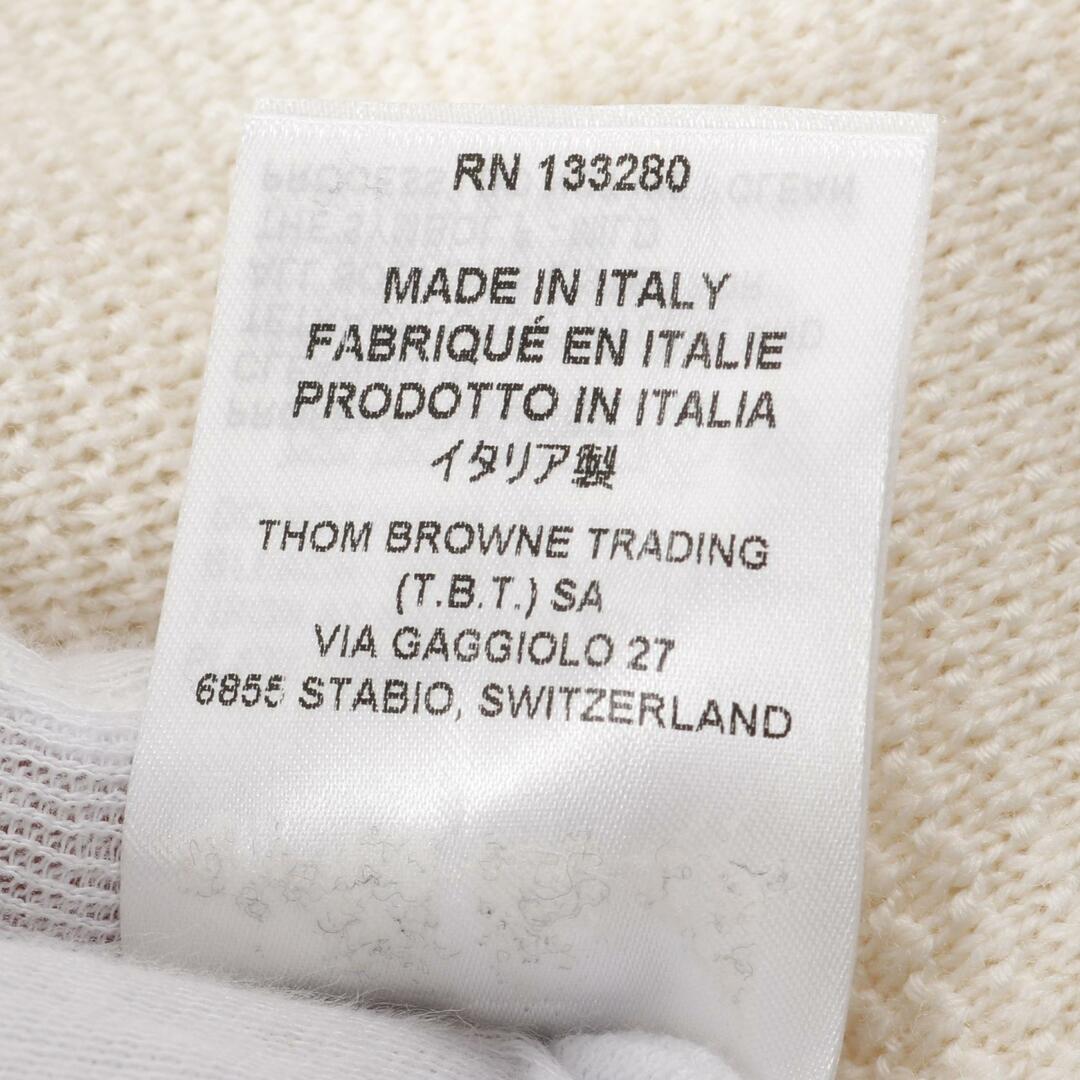 RN 133280
MADE IN ITALY
FABRIQUÉ EN ITALIE
PRODOTTO IN ITALIA
イタリア製
THOM BROWNE TRADING
(T.B.T.) SA
VIA GAGGIOLO 27
6855 STABIO, SWITZERLAND